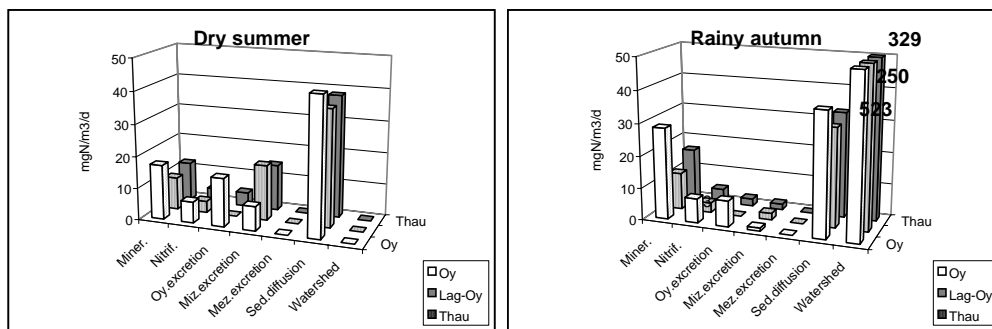 Dry summer
50
40
30
20
10
0
mgN/m3/d
Miner.
Nitrif.
Oy.excretion
Miz.excretion
Mez.excretion
Sed.diffusion
Watershed
Thau
Oy
Oy
Lag-Oy
Thau
Rainy autumn
329
250
523
50
40
30
20
10
0
mgN/m3/d
Miner.
Nitrif.
Oy.excretion
Miz.excretion
Mez.excretion
Sed.diffusion
Watershed
Thau
Oy
Oy
Lag-Oy
Thau